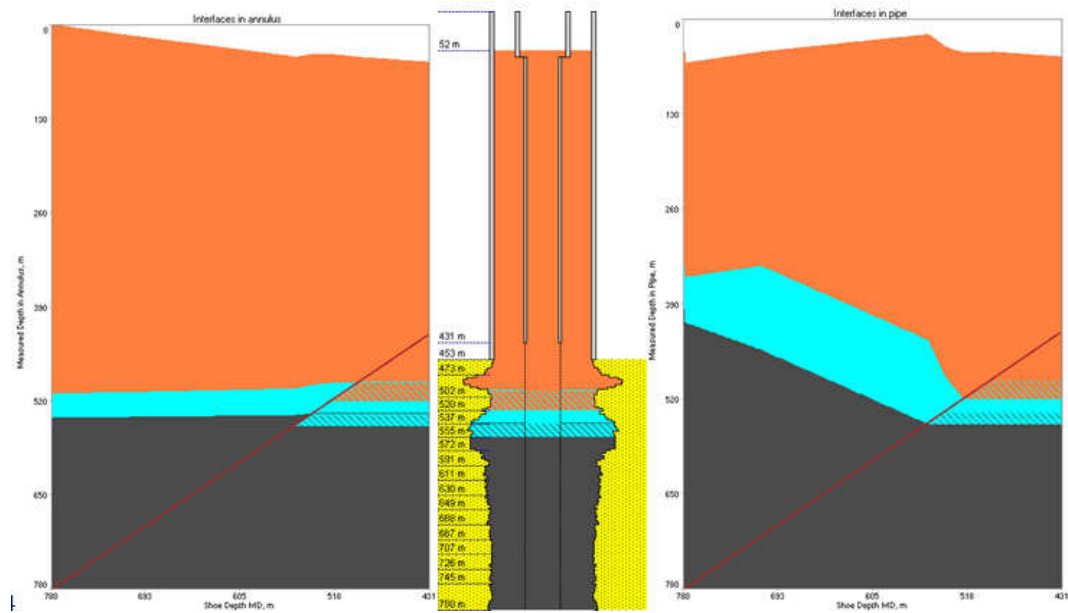 Interfaces in annulus
0
130
260
390
520
650
780
Measured Depth in Annulus, m
780
693
605
518
431
Shoe Depth MD, m
52 m
431 m
453 m
473 m
502 m
520 m
537 m
555 m
572 m
591 m
611 m
630 m
649 m
668 m
687 m
707 m
726 m
745 m
Interfaces in pipe
0
130
260
390
520
650
780
Measured Depth in Pipe, m
780
693
605
518
431
Shoe Depth MD, m